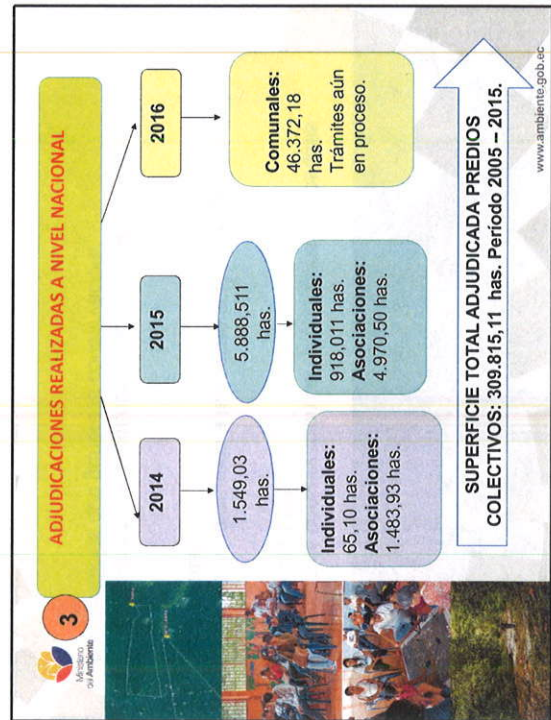 3
Ministerio
del Ambiente
ADJUDICACIONES REALIZADAS A NIVEL NACIONAL
2014
1.549,03
has.
Individuales:
65,10 has.
Asociaciones:
1.483,93 has.
2015
5.888,511
has.
Individuales:
918,011 has.
Asociaciones:
4.970,50 has.
2016
Comunales:
46.372,18
has.
Trámites aún
en proceso.
SUPERFICIE TOTAL ADJUDICADA PREDIOS
COLECTIVOS: 309.815,11 has. Período 2005 – 2015.
www.ambiente.gob.ec